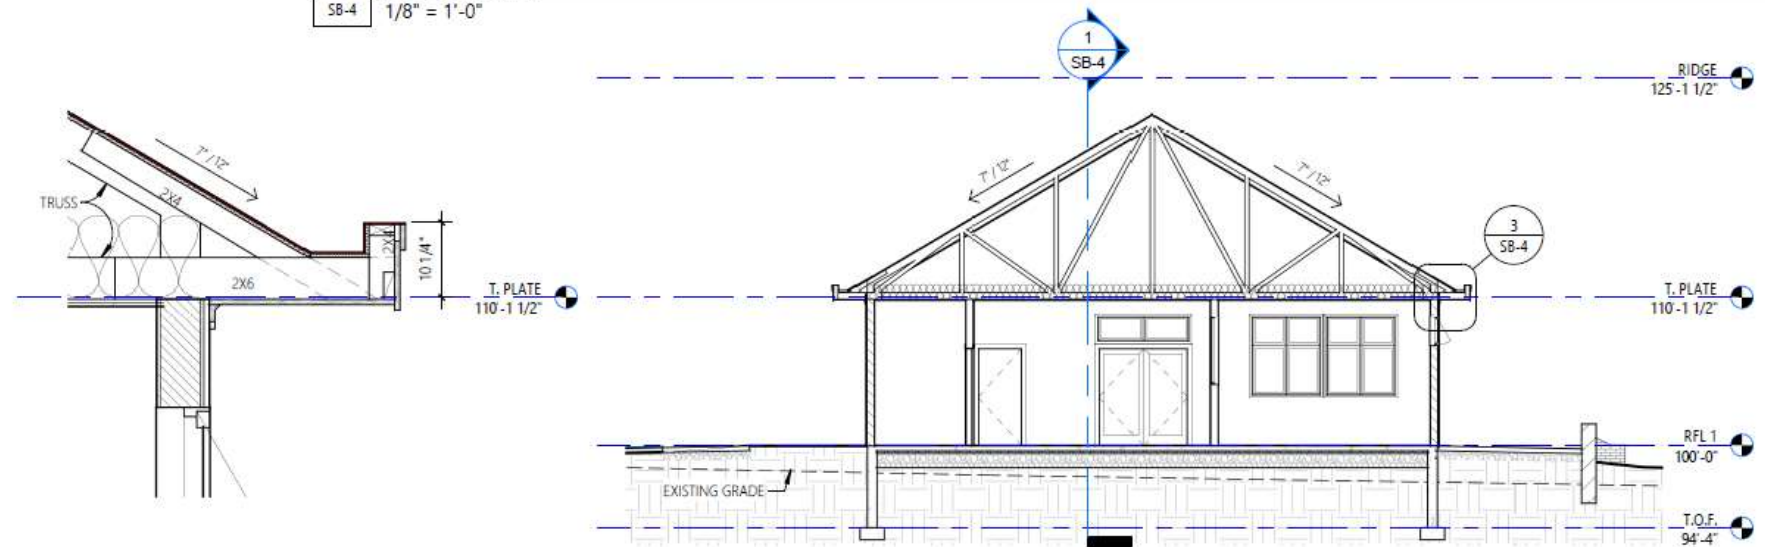 SB-4
1/8" = 1'-0"
1
SB-4
RIDGE
125'-1 1/2"
7" / 12"
TRUSS
2X4
2X4
10 1/4"
2X6
T. PLATE
110'-1 1/2"
7" / 12"
7" / 12"
3
SB-4
T. PLATE
110'-1 1/2"
RFL 1
100'-0"
EXISTING GRADE
T.O.F.
94'-4"